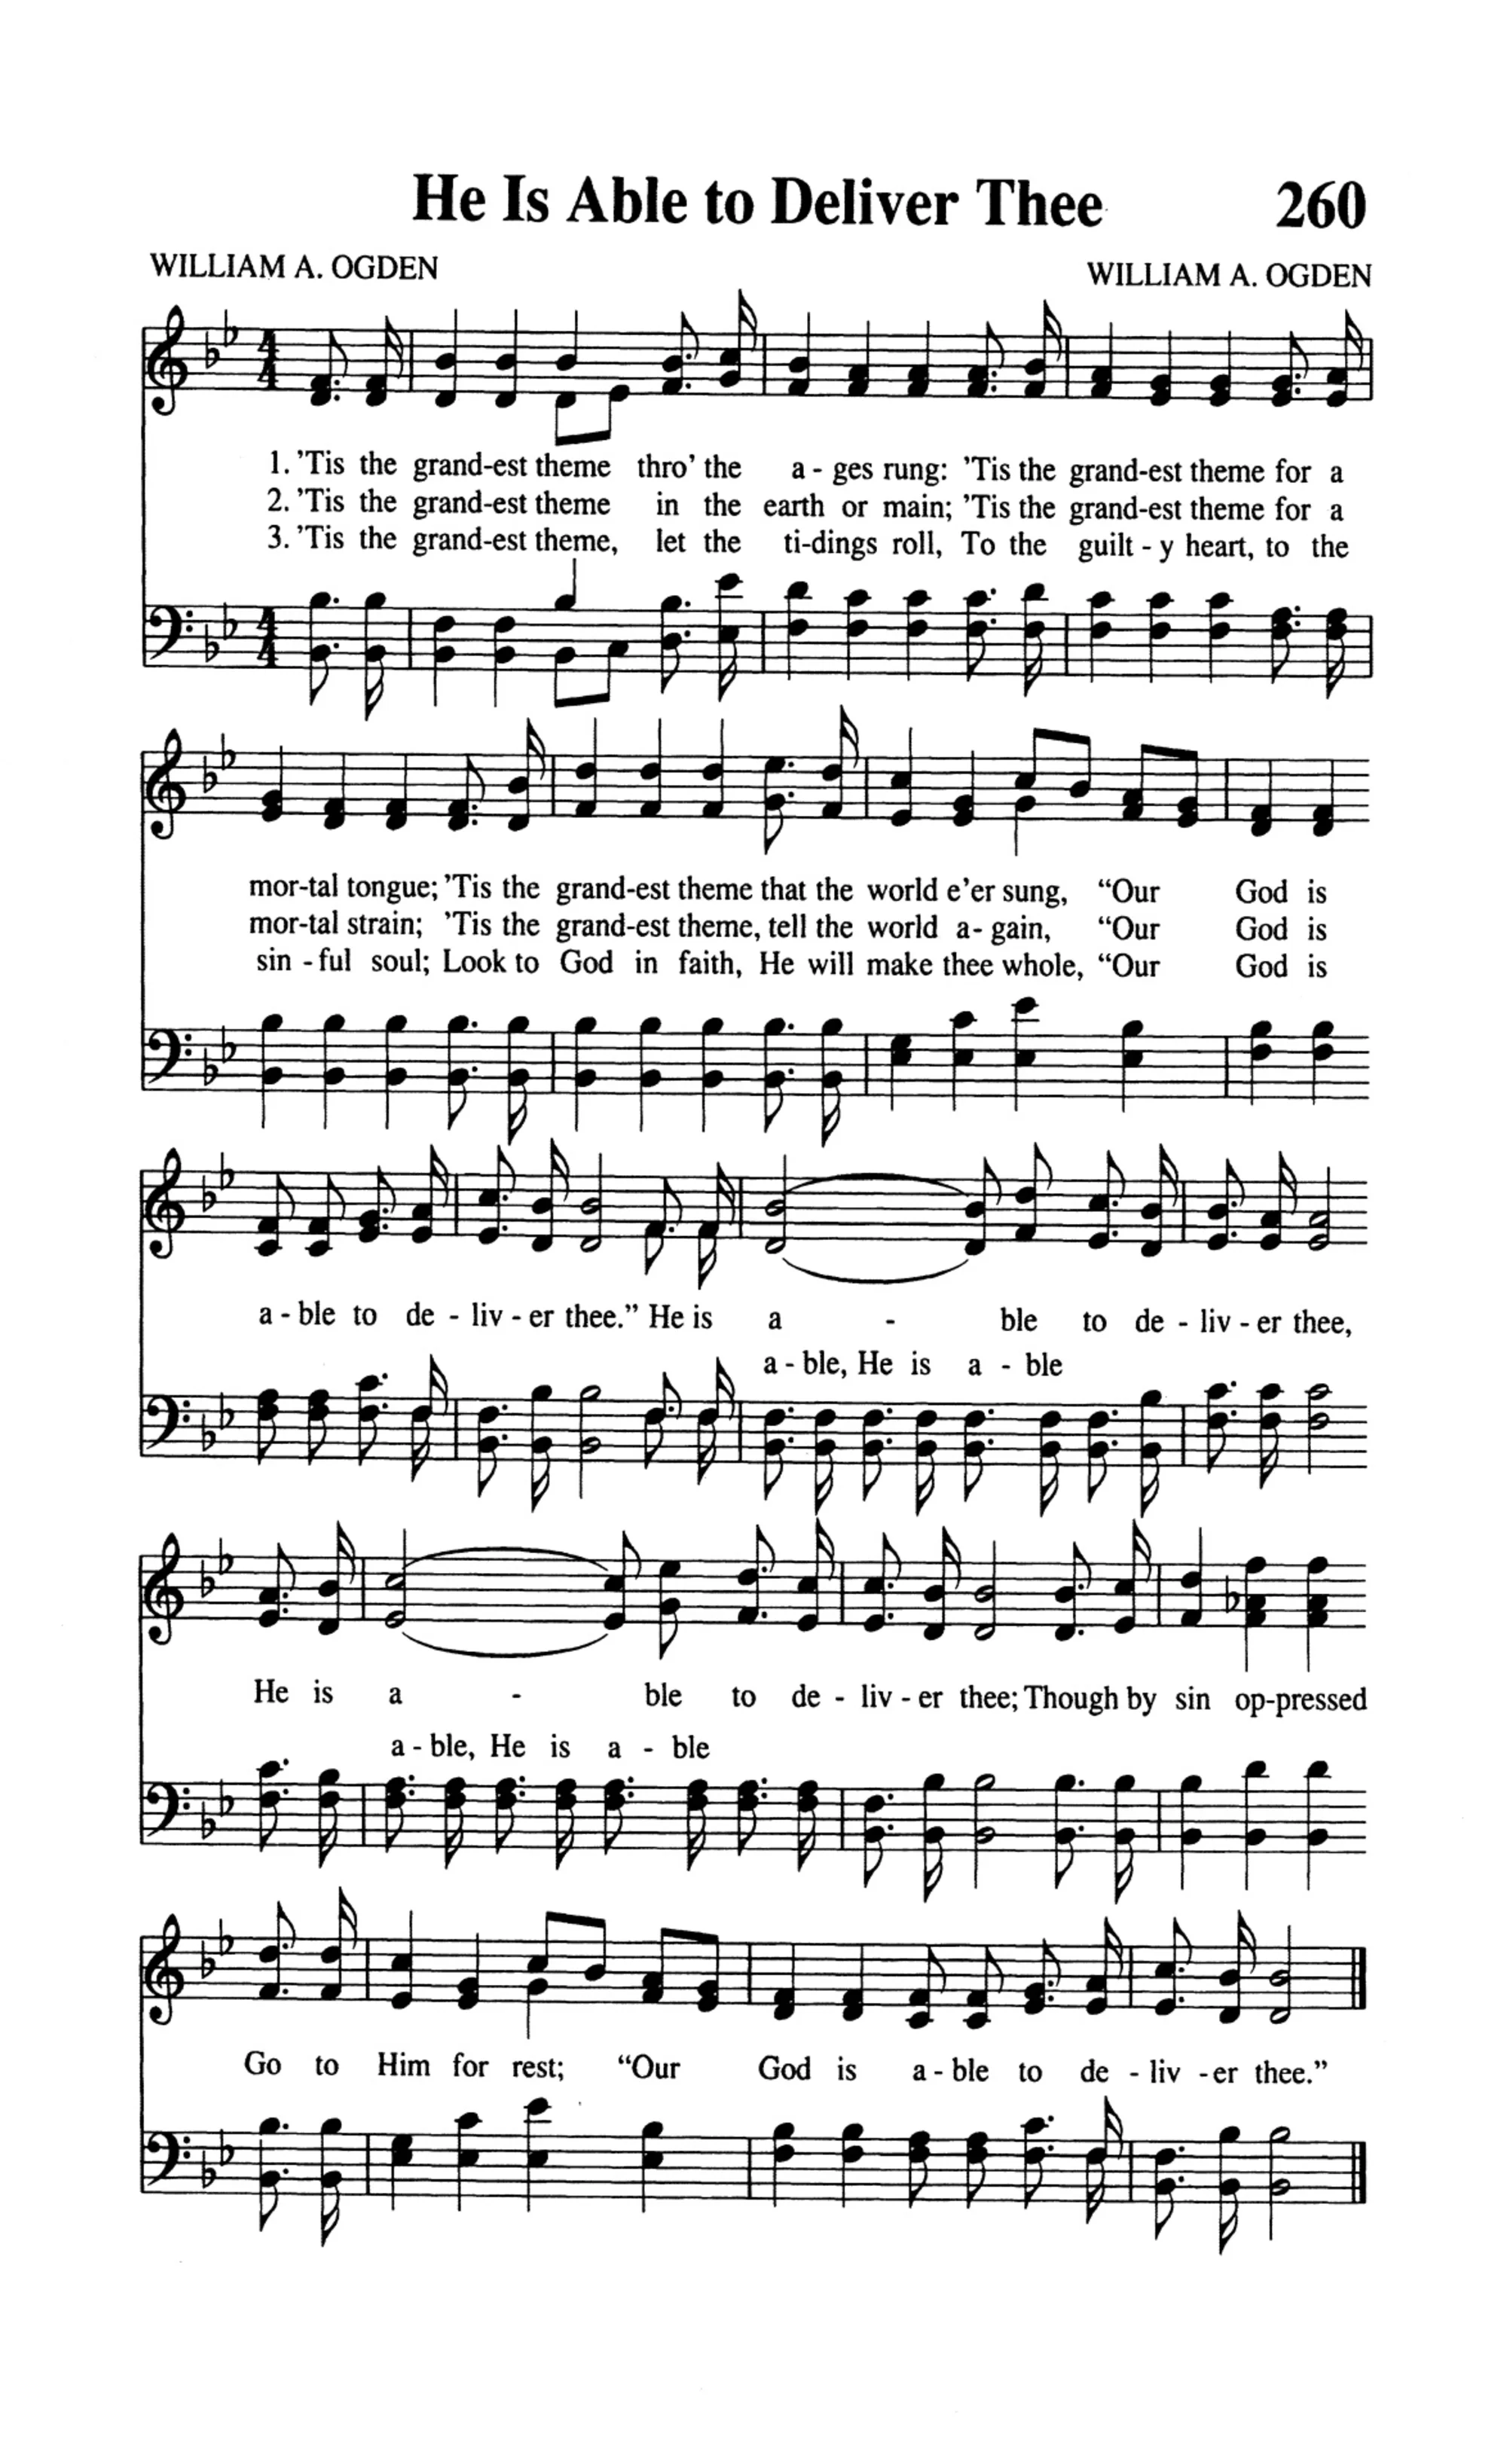 He Is Able to Deliver Thee 260
WILLIAM A. OGDEN WILLIAM A. OGDEN
4
4
1. ’Tis the grand-est theme thro’ the a - ges rung: ’Tis the grand-est theme for a
2. ’Tis the grand-est theme in the earth or main; ’Tis the grand-est theme for a
3. ’Tis the grand-est theme, let the ti-dings roll, To the guilt - y heart, to the
4
4
mor-tal tongue; ’Tis the grand-est theme that the world e’er sung, “Our God is
mor-tal strain; ’Tis the grand-est theme, tell the world a- gain, “Our God is
sin - ful soul; Look to God in faith, He will make thee whole, “Our God is
a - ble to de - liv - er thee.” He is a - ble to de - liv - er thee,
a - ble, He is a - ble
He is a - ble to de - liv - er thee; Though by sin op-pressed
a - ble, He is a - ble
Go to Him for rest; “Our God is a - ble to de - liv -er thee.”